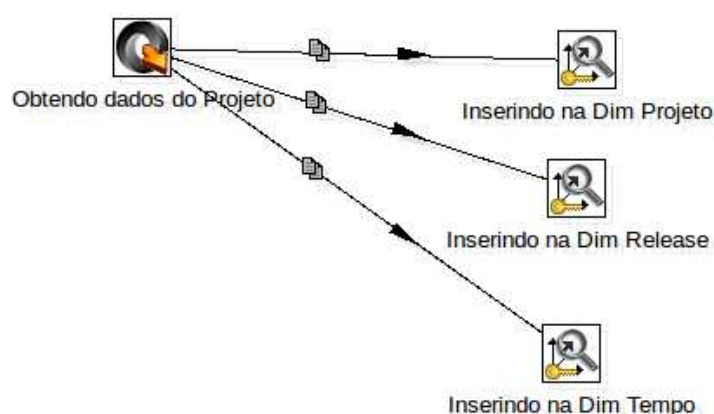 Obtendo dados do Projeto
Inserindo na Dim Projeto
Inserindo na Dim Release
Inserindo na Dim Tempo